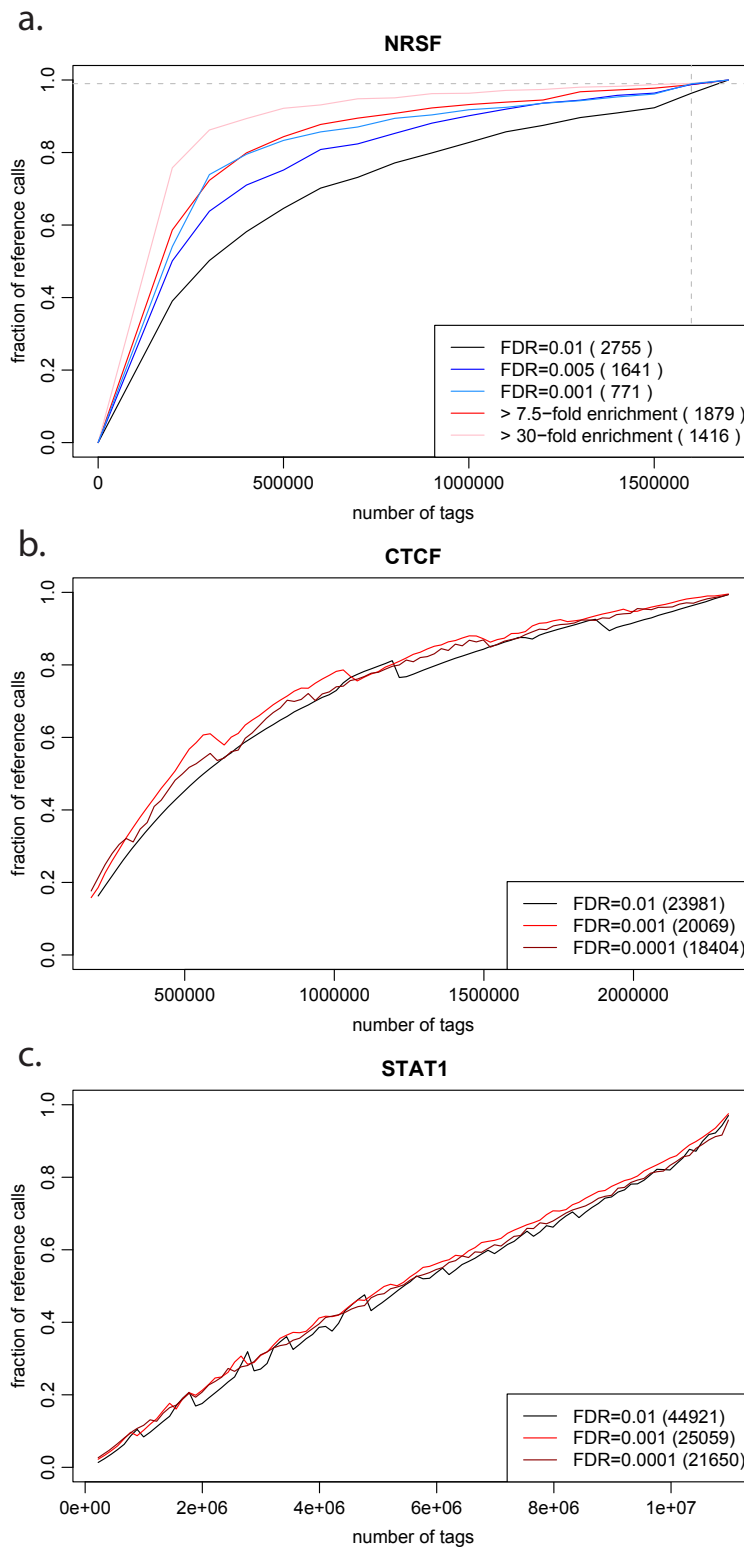 a.
NRSF
fraction of reference calls
0.0 0.2 0.4 0.6 0.8 1.0
FDR=0.01 ( 2755 )
FDR=0.005 ( 1641 )
FDR=0.001 ( 771 )
> 7.5−fold enrichment ( 1879 )
> 30−fold enrichment ( 1416 )
0 500000 1000000 1500000
number of tags
b.
CTCF
fraction of reference calls
0.0 0.2 0.4 0.6 0.8 1.0
FDR=0.01 (23981)
FDR=0.001 (20069)
FDR=0.0001 (18404)
500000 1000000 1500000 2000000
number of tags
c.
STAT1
fraction of reference calls
0.0 0.2 0.4 0.6 0.8 1.0
FDR=0.01 (44921)
FDR=0.001 (25059)
FDR=0.0001 (21650)
0e+00 2e+06 4e+06 6e+06 8e+06 1e+07
number of tags